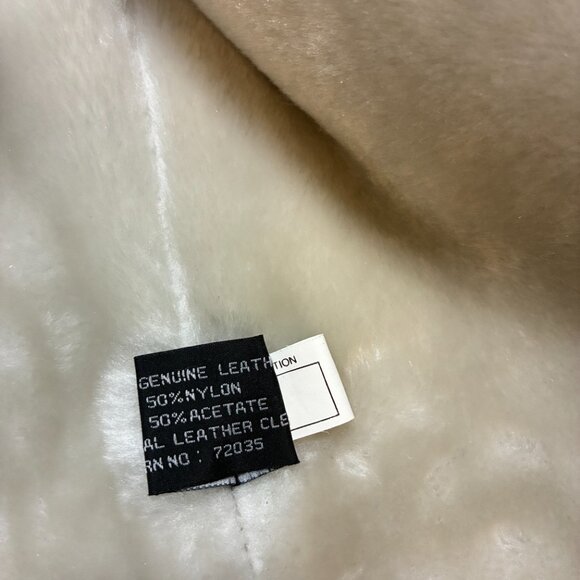 GENUINE LEATH
50% NYLON
50% ACETATE
AL LEATHER CLE
RN NO : 72035
TION